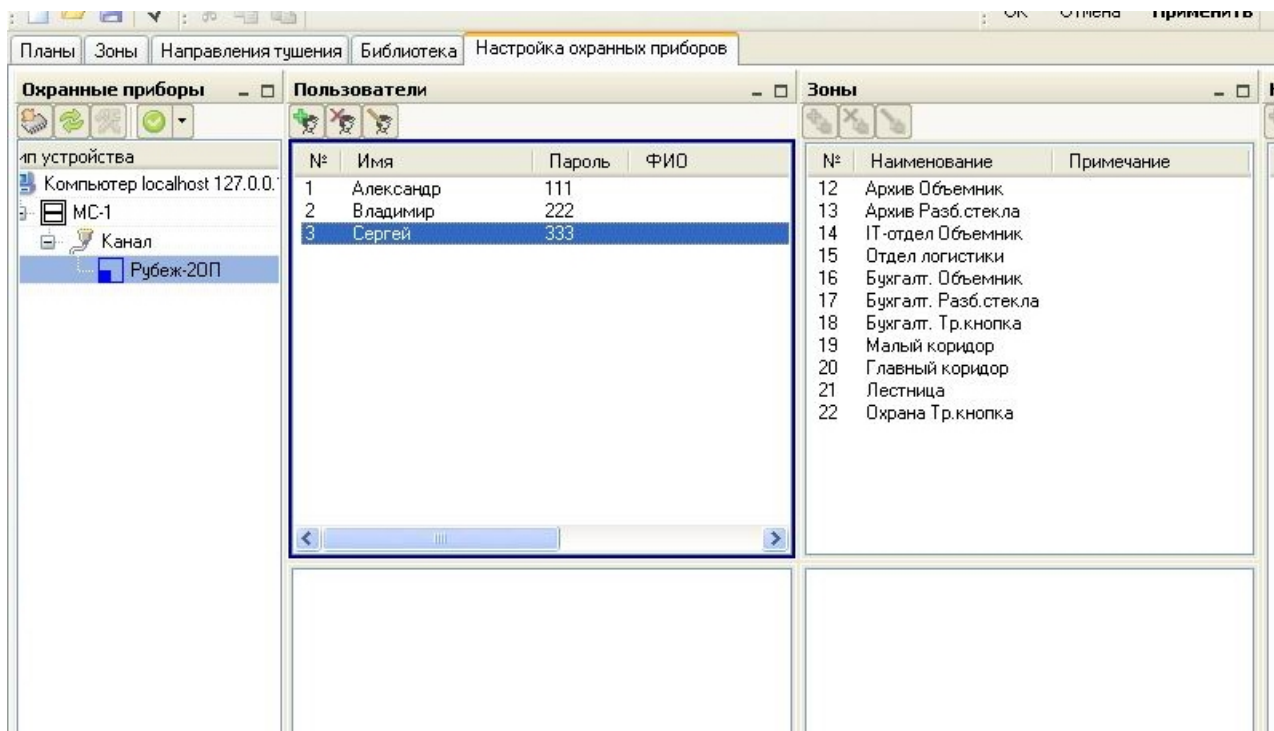 ОК Отмена Применить
Планы Зоны Направления тушения Библиотека Настройка охранных приборов
Охранные приборы
ип устройства
Компьютер localhost 127.0.0.
МС-1
Канал
Рубеж-2ОП
Пользователи
№ Имя Пароль ФИО
1 Александр 111
2 Владимир 222
3 Сергей 333
Зоны
№ Наименование Примечание
12 Архив Объемник
13 Архив Разб.стекла
14 IT-отдел Объемник
15 Отдел логистики
16 Бухгалт. Объемник
17 Бухгалт. Разб.стекла
18 Бухгалт. Тр.кнопка
19 Малый коридор
20 Главный коридор
21 Лестница
22 Охрана Тр.кнопка